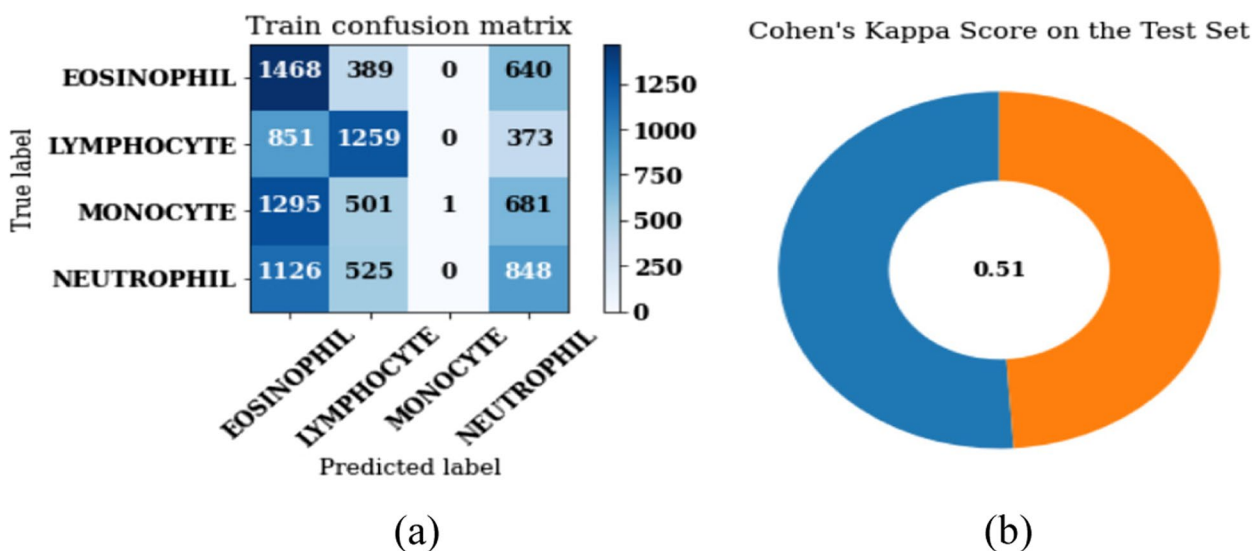 Train confusion matrix
True label
EOSINOPHIL 1468 389 0 640
LYMPHOCYTE 851 1259 0 373
MONOCYTE 1295 501 1 681
NEUTROPHIL 1126 525 0 848
EOSINOPHIL LYMPHOCYTE MONOCYTE NEUTROPHIL
Predicted label
1250
1000
750
500
250
0
(a)
Cohen's Kappa Score on the Test Set
0.51
(b)